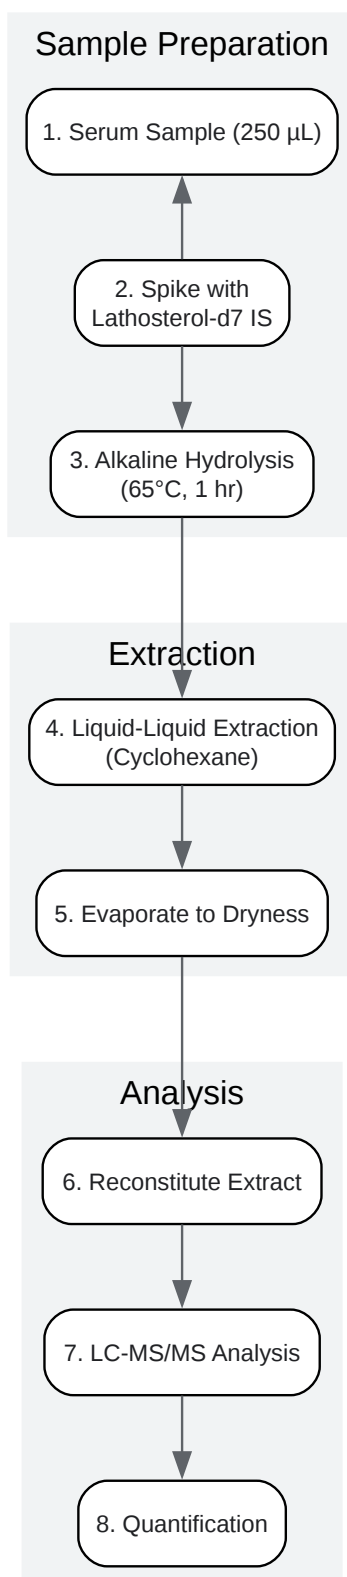 Sample Preparation
1. Serum Sample (250 µL)
2. Spike with
Lathosterol-d7 IS
3. Alkaline Hydrolysis
(65°C, 1 hr)
Extraction
4. Liquid-Liquid Extraction
(Cyclohexane)
5. Evaporate to Dryness
Analysis
6. Reconstitute Extract
7. LC-MS/MS Analysis
8. Quantification